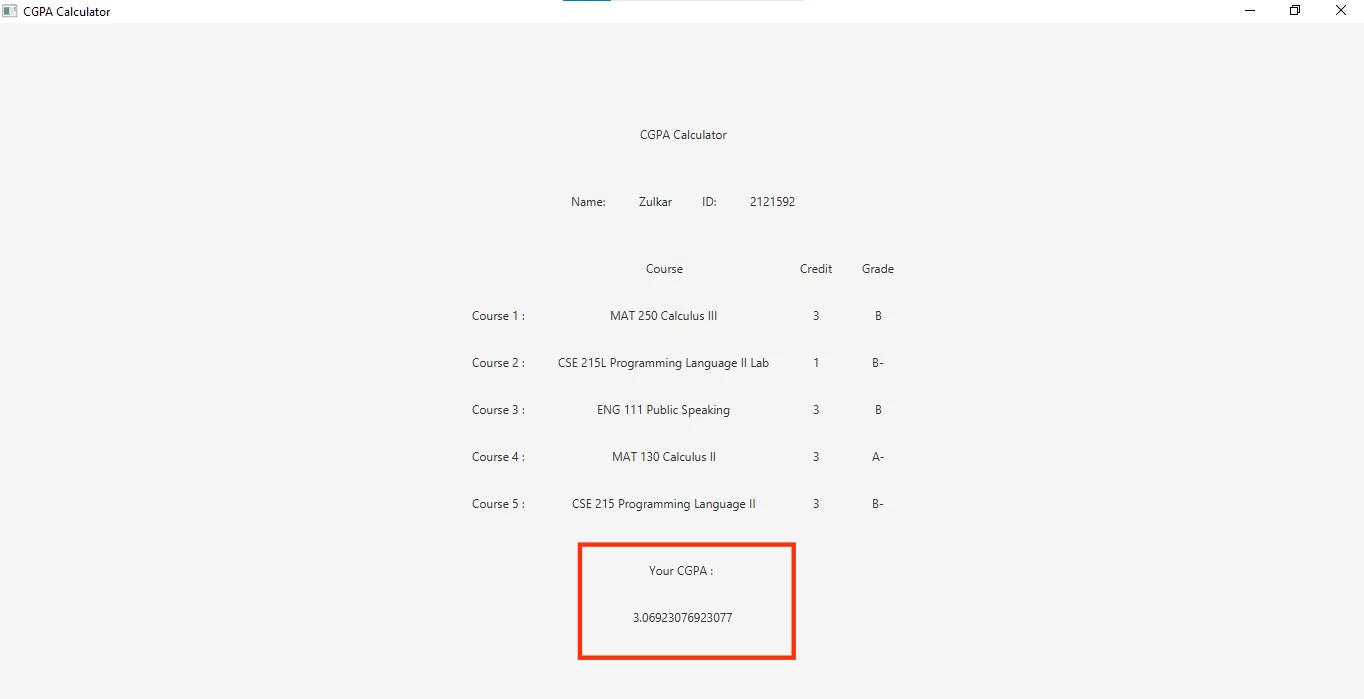 CGPA Calculator
CGPA Calculator
Name: Zulkar ID: 2121592
Course Credit Grade
Course 1 : MAT 250 Calculus III 3 B
Course 2 : CSE 215L Programming Language II Lab 1 B-
Course 3 : ENG 111 Public Speaking 3 B
Course 4 : MAT 130 Calculus II 3 A-
Course 5 : CSE 215 Programming Language II 3 B-
Your CGPA :
3.06923076923077